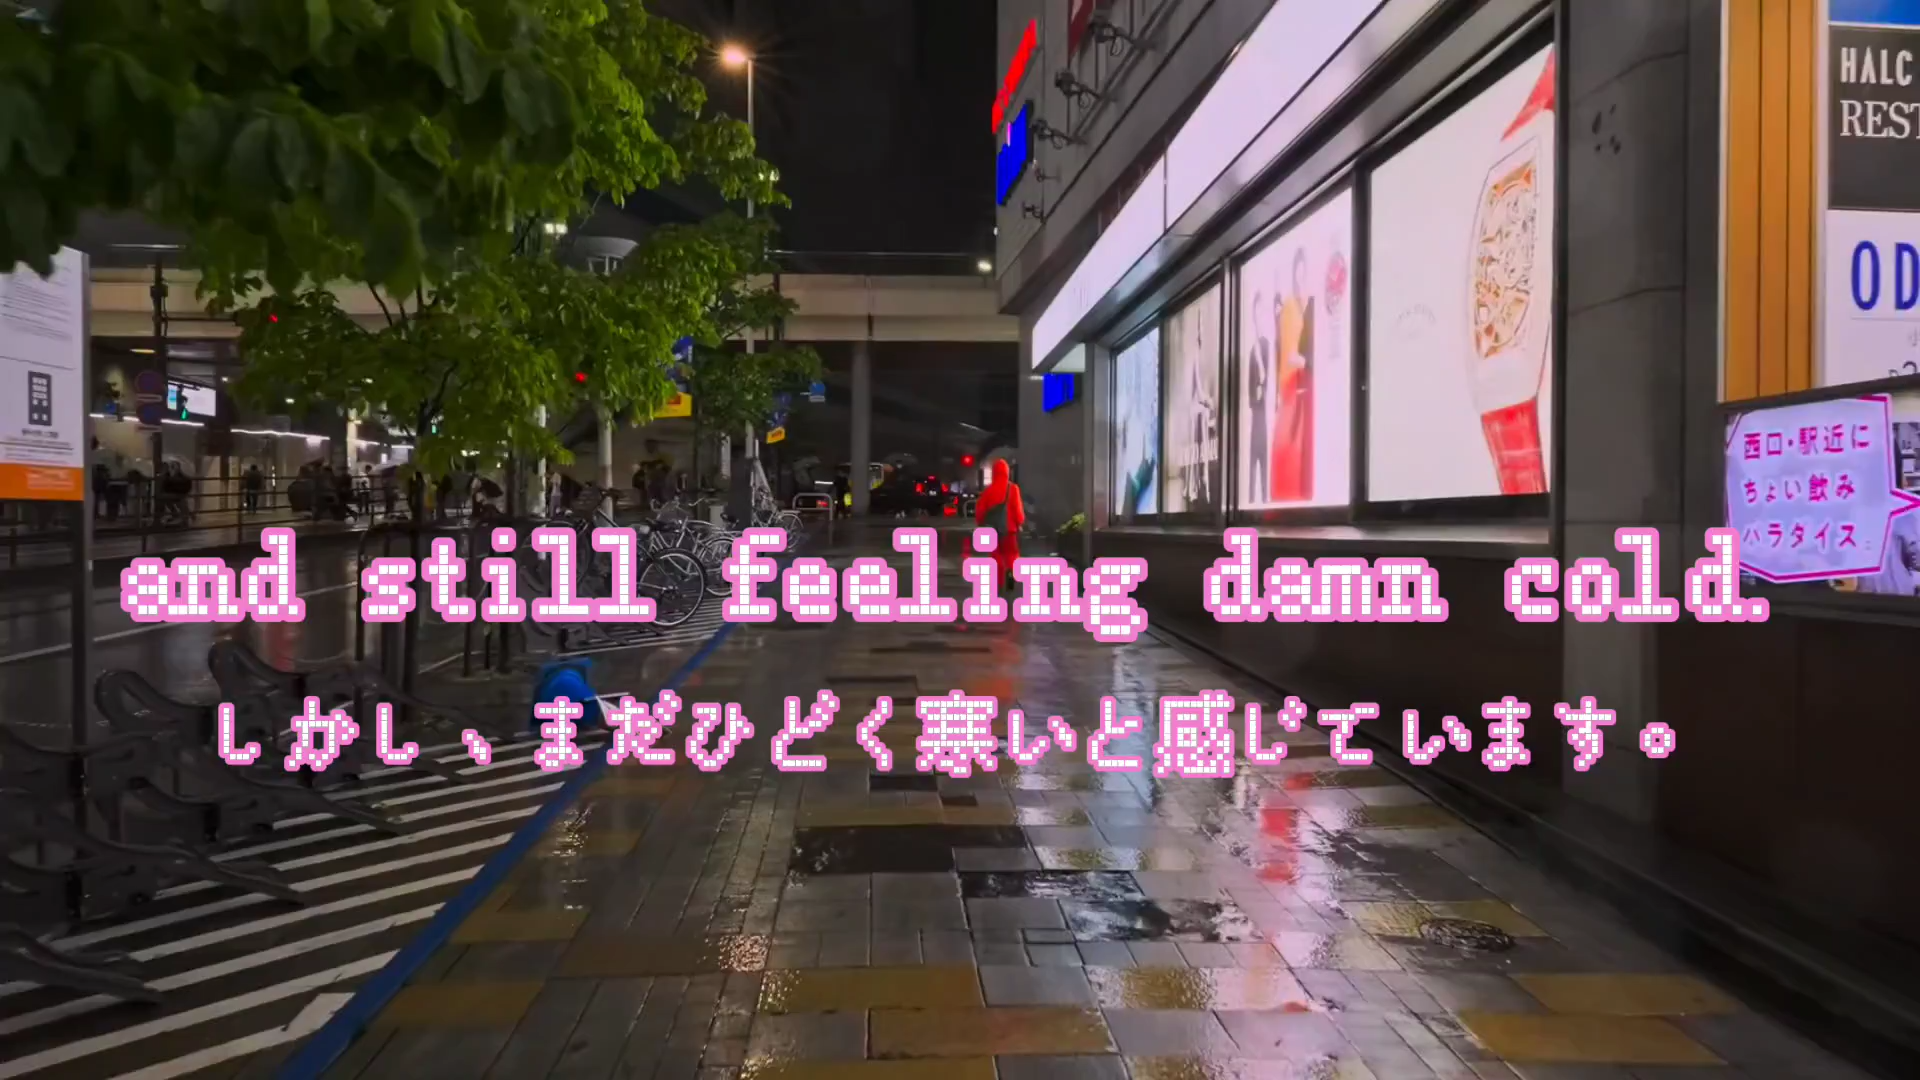 HALC
REST
OD
西口・駅近に
ちょい飲み
パラダイス
and still feeling damn cold.
しかし、まだひどく寒いと感じています。